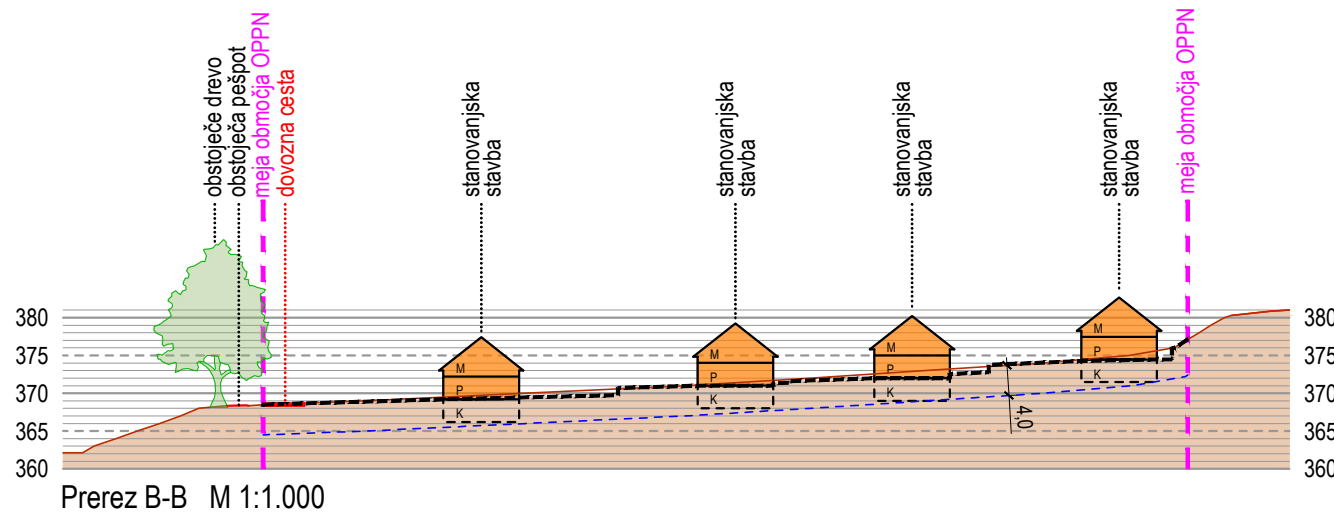 obstoječe drevo
obstoječa pešpot
meja območja OPPN
dovozna cesta
stanovanjska
stavba
stanovanjska
stavba
stanovanjska
stavba
stanovanjska
stavba
meja območja OPPN
380
375
370
365
360
M
P
K
M
P
K
M
P
K
M
P
K
4,0
380
375
370
365
360
Prerez B-B M 1:1.000